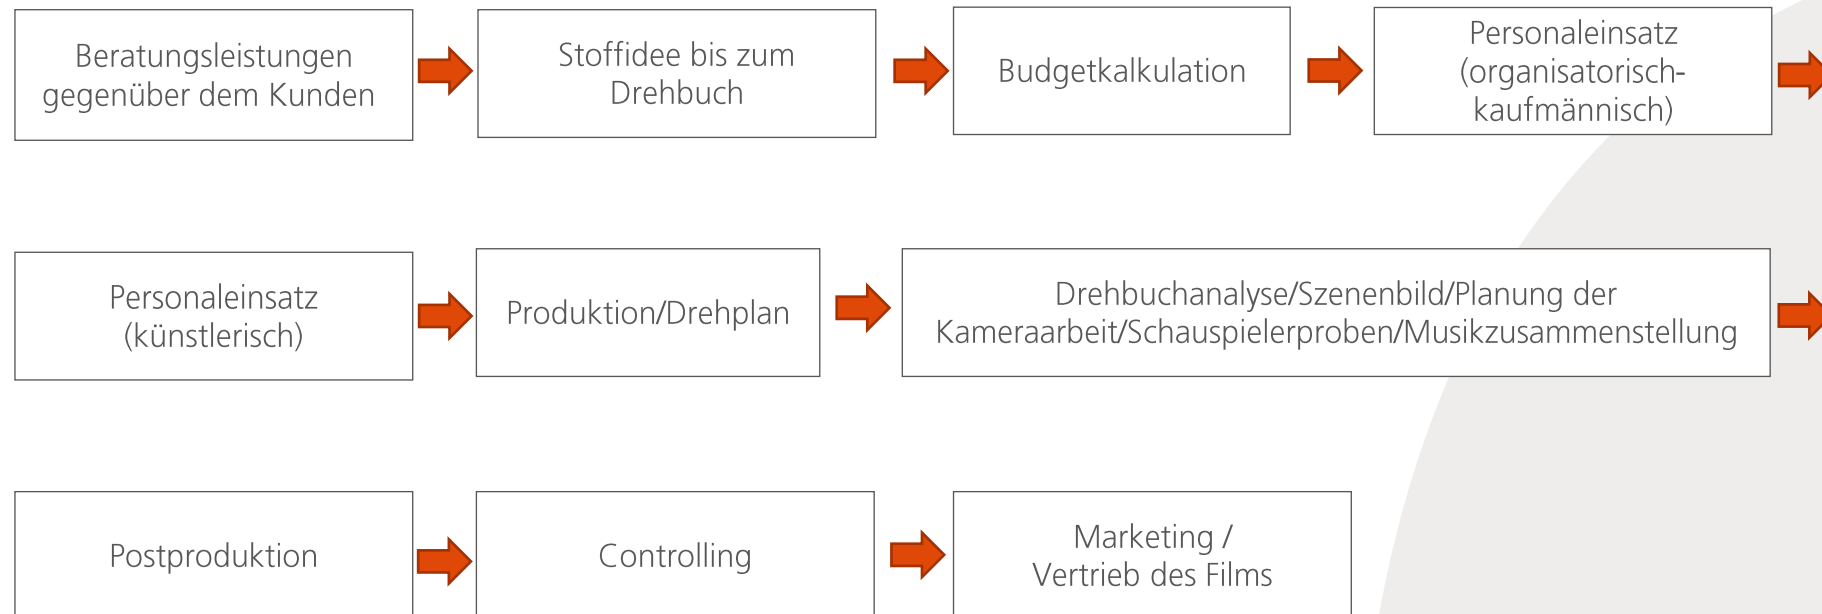 Beratungsleistungen
gegenüber dem Kunden
Stoffidee bis zum
Drehbuch
Budgetkalkulation
Personaleinsatz
(organisatorisch-
kaufmännisch)
Personaleinsatz
(künstlerisch)
Produktion/Drehplan
Drehbuchanalyse/Szenenbild/Planung der
Kameraarbeit/Schauspielerproben/Musikzusammenstellung
Postproduktion
Controlling
Marketing /
Vertrieb des Films